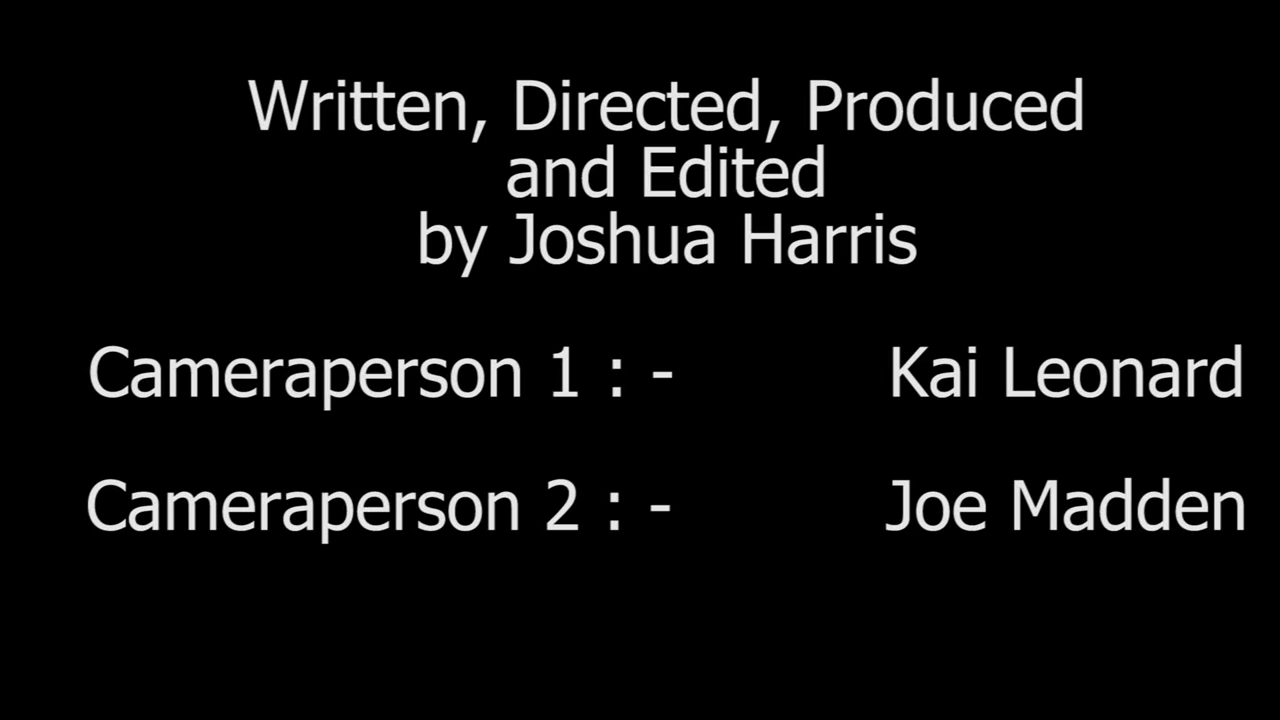 Written, Directed, Produced
and Edited
by Joshua Harris
Cameraperson 1 : - Kai Leonard
Cameraperson 2 : - Joe Madden